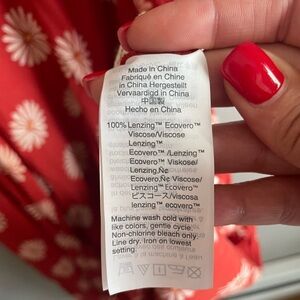 Made in China
Fabriqué en Chine
in China Hergestellt
Vervaardigd in China
中国製
Hecho en China
100% Lenzing™ Ecovero™
Viscose/Viscose
Lenzing™
Ecovero™ /Lenzing™
Ecovero™ Viskose/
Lenzing.Ñe
Ecovero.Ñe Viscose/
Lenzing™ Ecovero™
ビスコース/Viscosa
lenzing™ ecovero™
Machine wash cold with
like colors, gentle cycle.
Non-chlorine bleach only.
Line dry. Iron on lowest
setting.